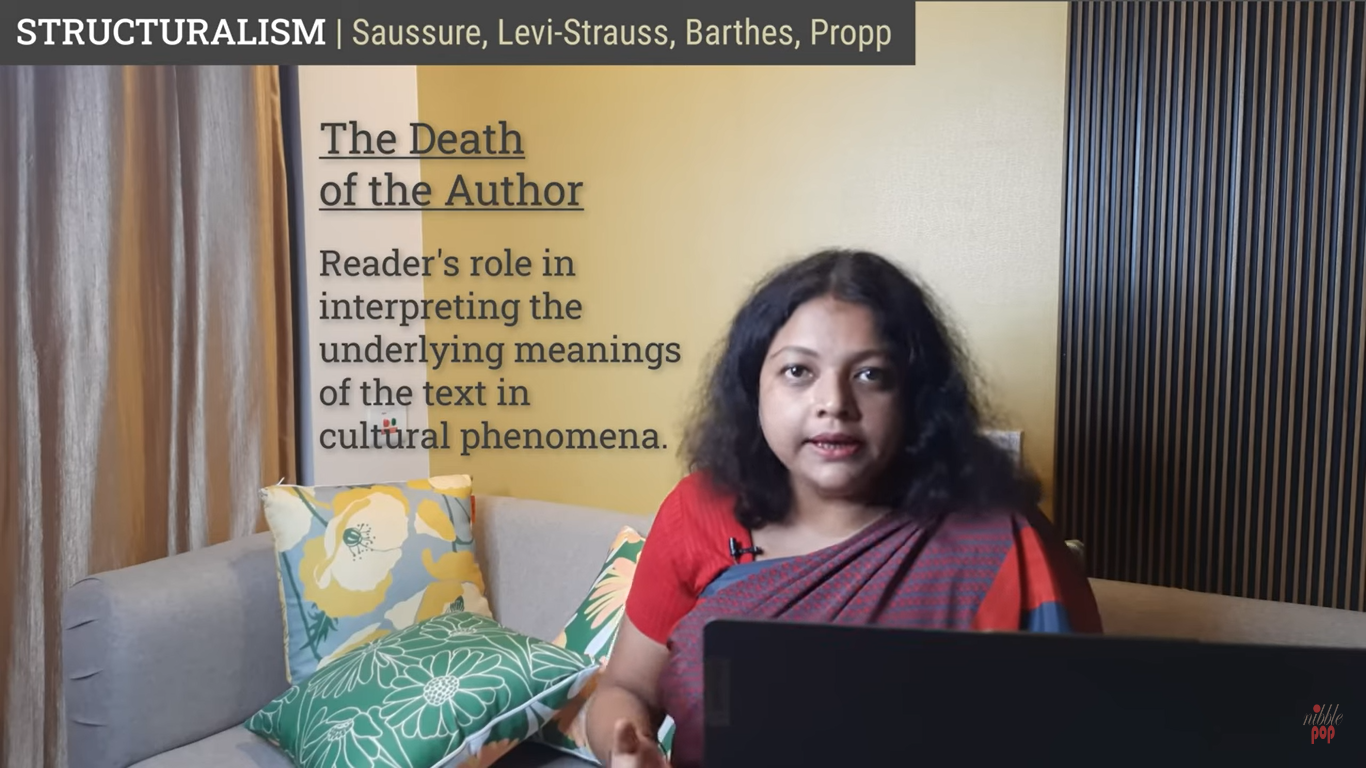 STRUCTURALISM | Saussure, Levi-Strauss, Barthes, Propp
The Death
of the Author
Reader's role in
interpreting the
underlying meanings
of the text in
cultural phenomena.
nibble
pop